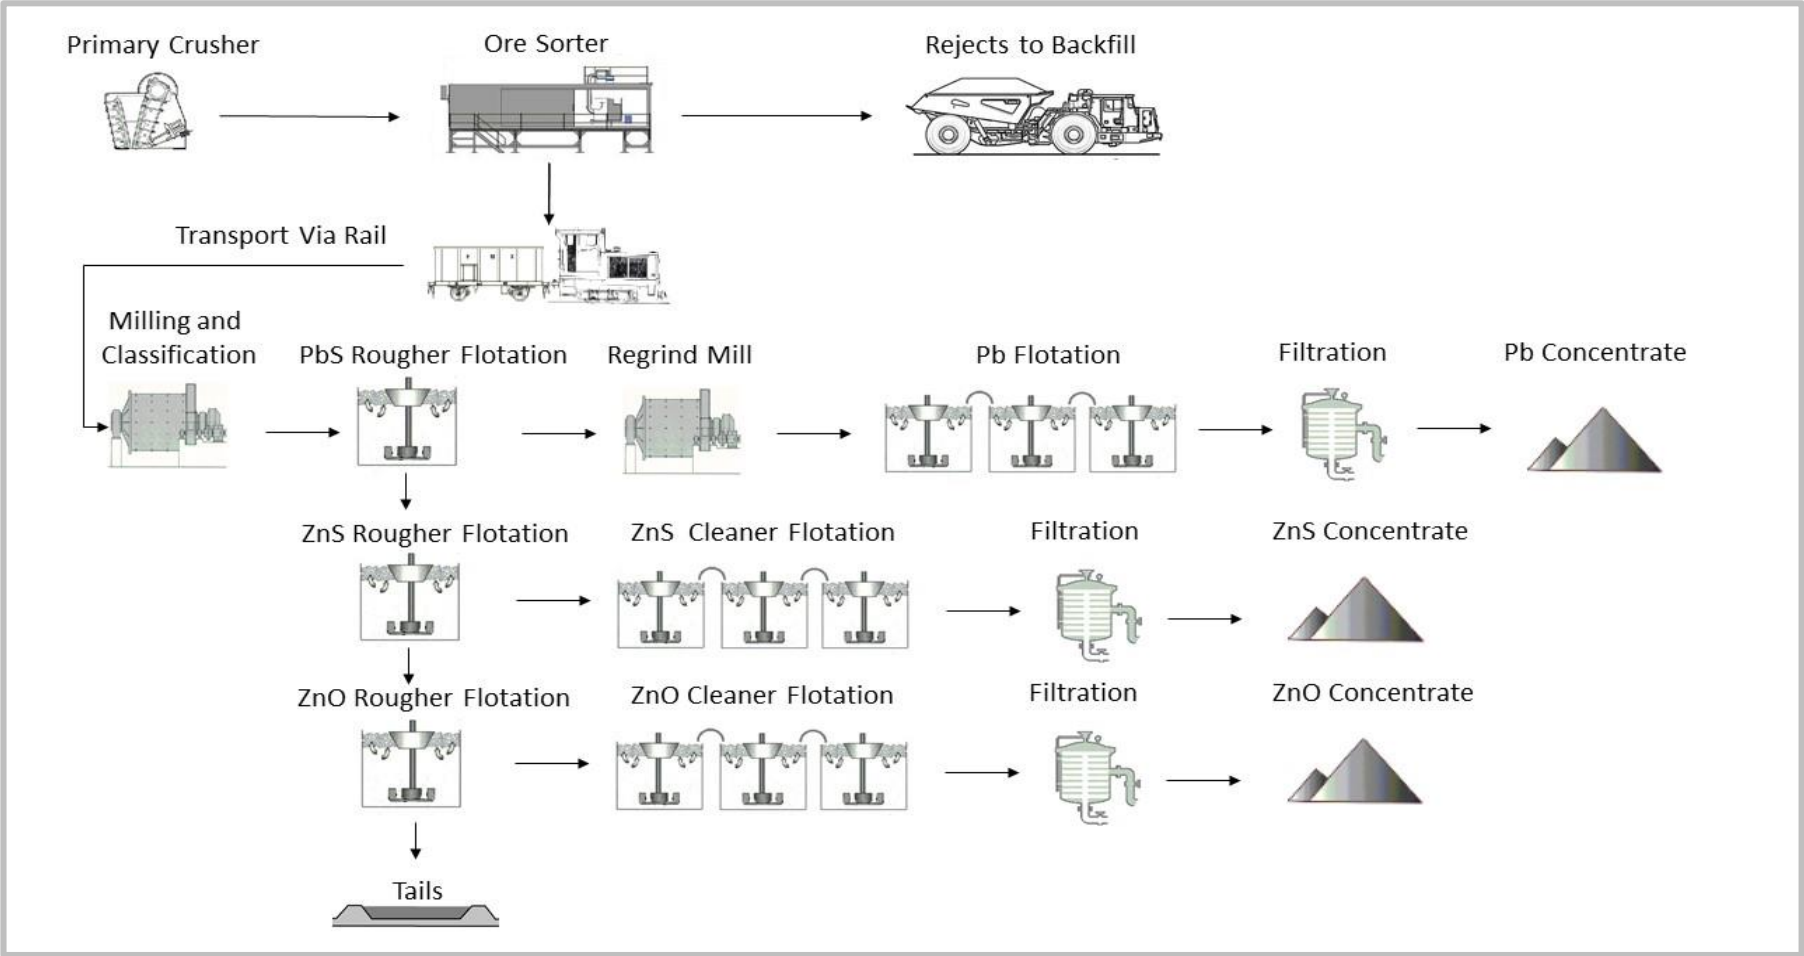 Primary Crusher
Ore Sorter
Rejects to Backfill
Transport Via Rail
Milling and
Classification
PbS Rougher Flotation
Regrind Mill
Pb Flotation
Filtration
Pb Concentrate
ZnS Rougher Flotation
ZnS Cleaner Flotation
Filtration
ZnS Concentrate
ZnO Rougher Flotation
ZnO Cleaner Flotation
Filtration
ZnO Concentrate
Tails